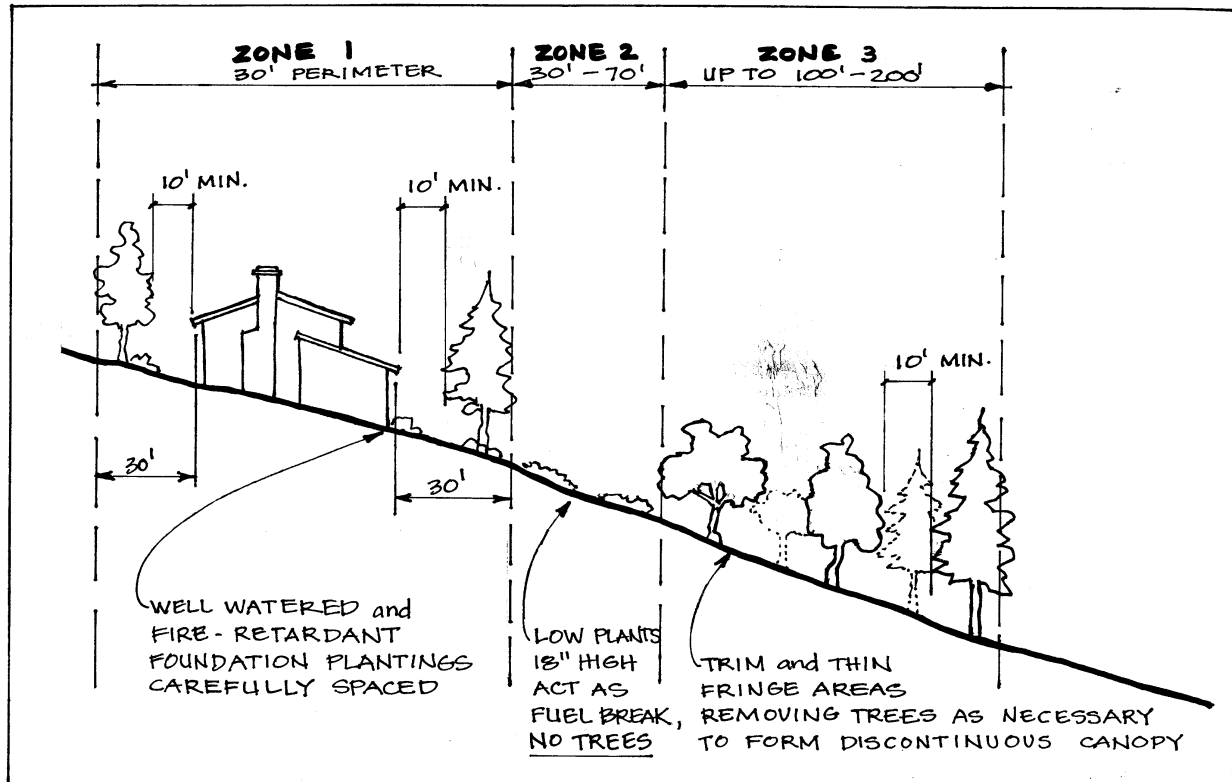 ZONE 1
30' PERIMETER
ZONE 2
30' - 70'
ZONE 3
UP TO 100'-200'
10' MIN.
10' MIN.
10' MIN.
30'
30'
WELL WATERED and
FIRE-RETARDANT
FOUNDATION PLANTINGS
CAREFULLY SPACED
LOW PLANTS
18" HIGH
ACT AS
FUEL BREAK,
NO TREES
TRIM and THIN
FRINGE AREAS
REMOVING TREES AS NECESSARY
TO FORM DISCONTINUOUS CANOPY